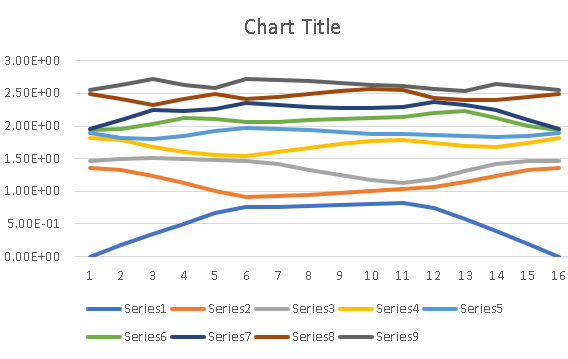 Chart Title
3.00E+00
2.50E+00
2.00E+00
1.50E+00
1.00E+00
5.00E-01
0.00E+00
1 2 3 4 5 6 7 8 9 10 11 12 13 14 15 16
Series1 Series2 Series3 Series4 Series5
Series6 Series7 Series8 Series9